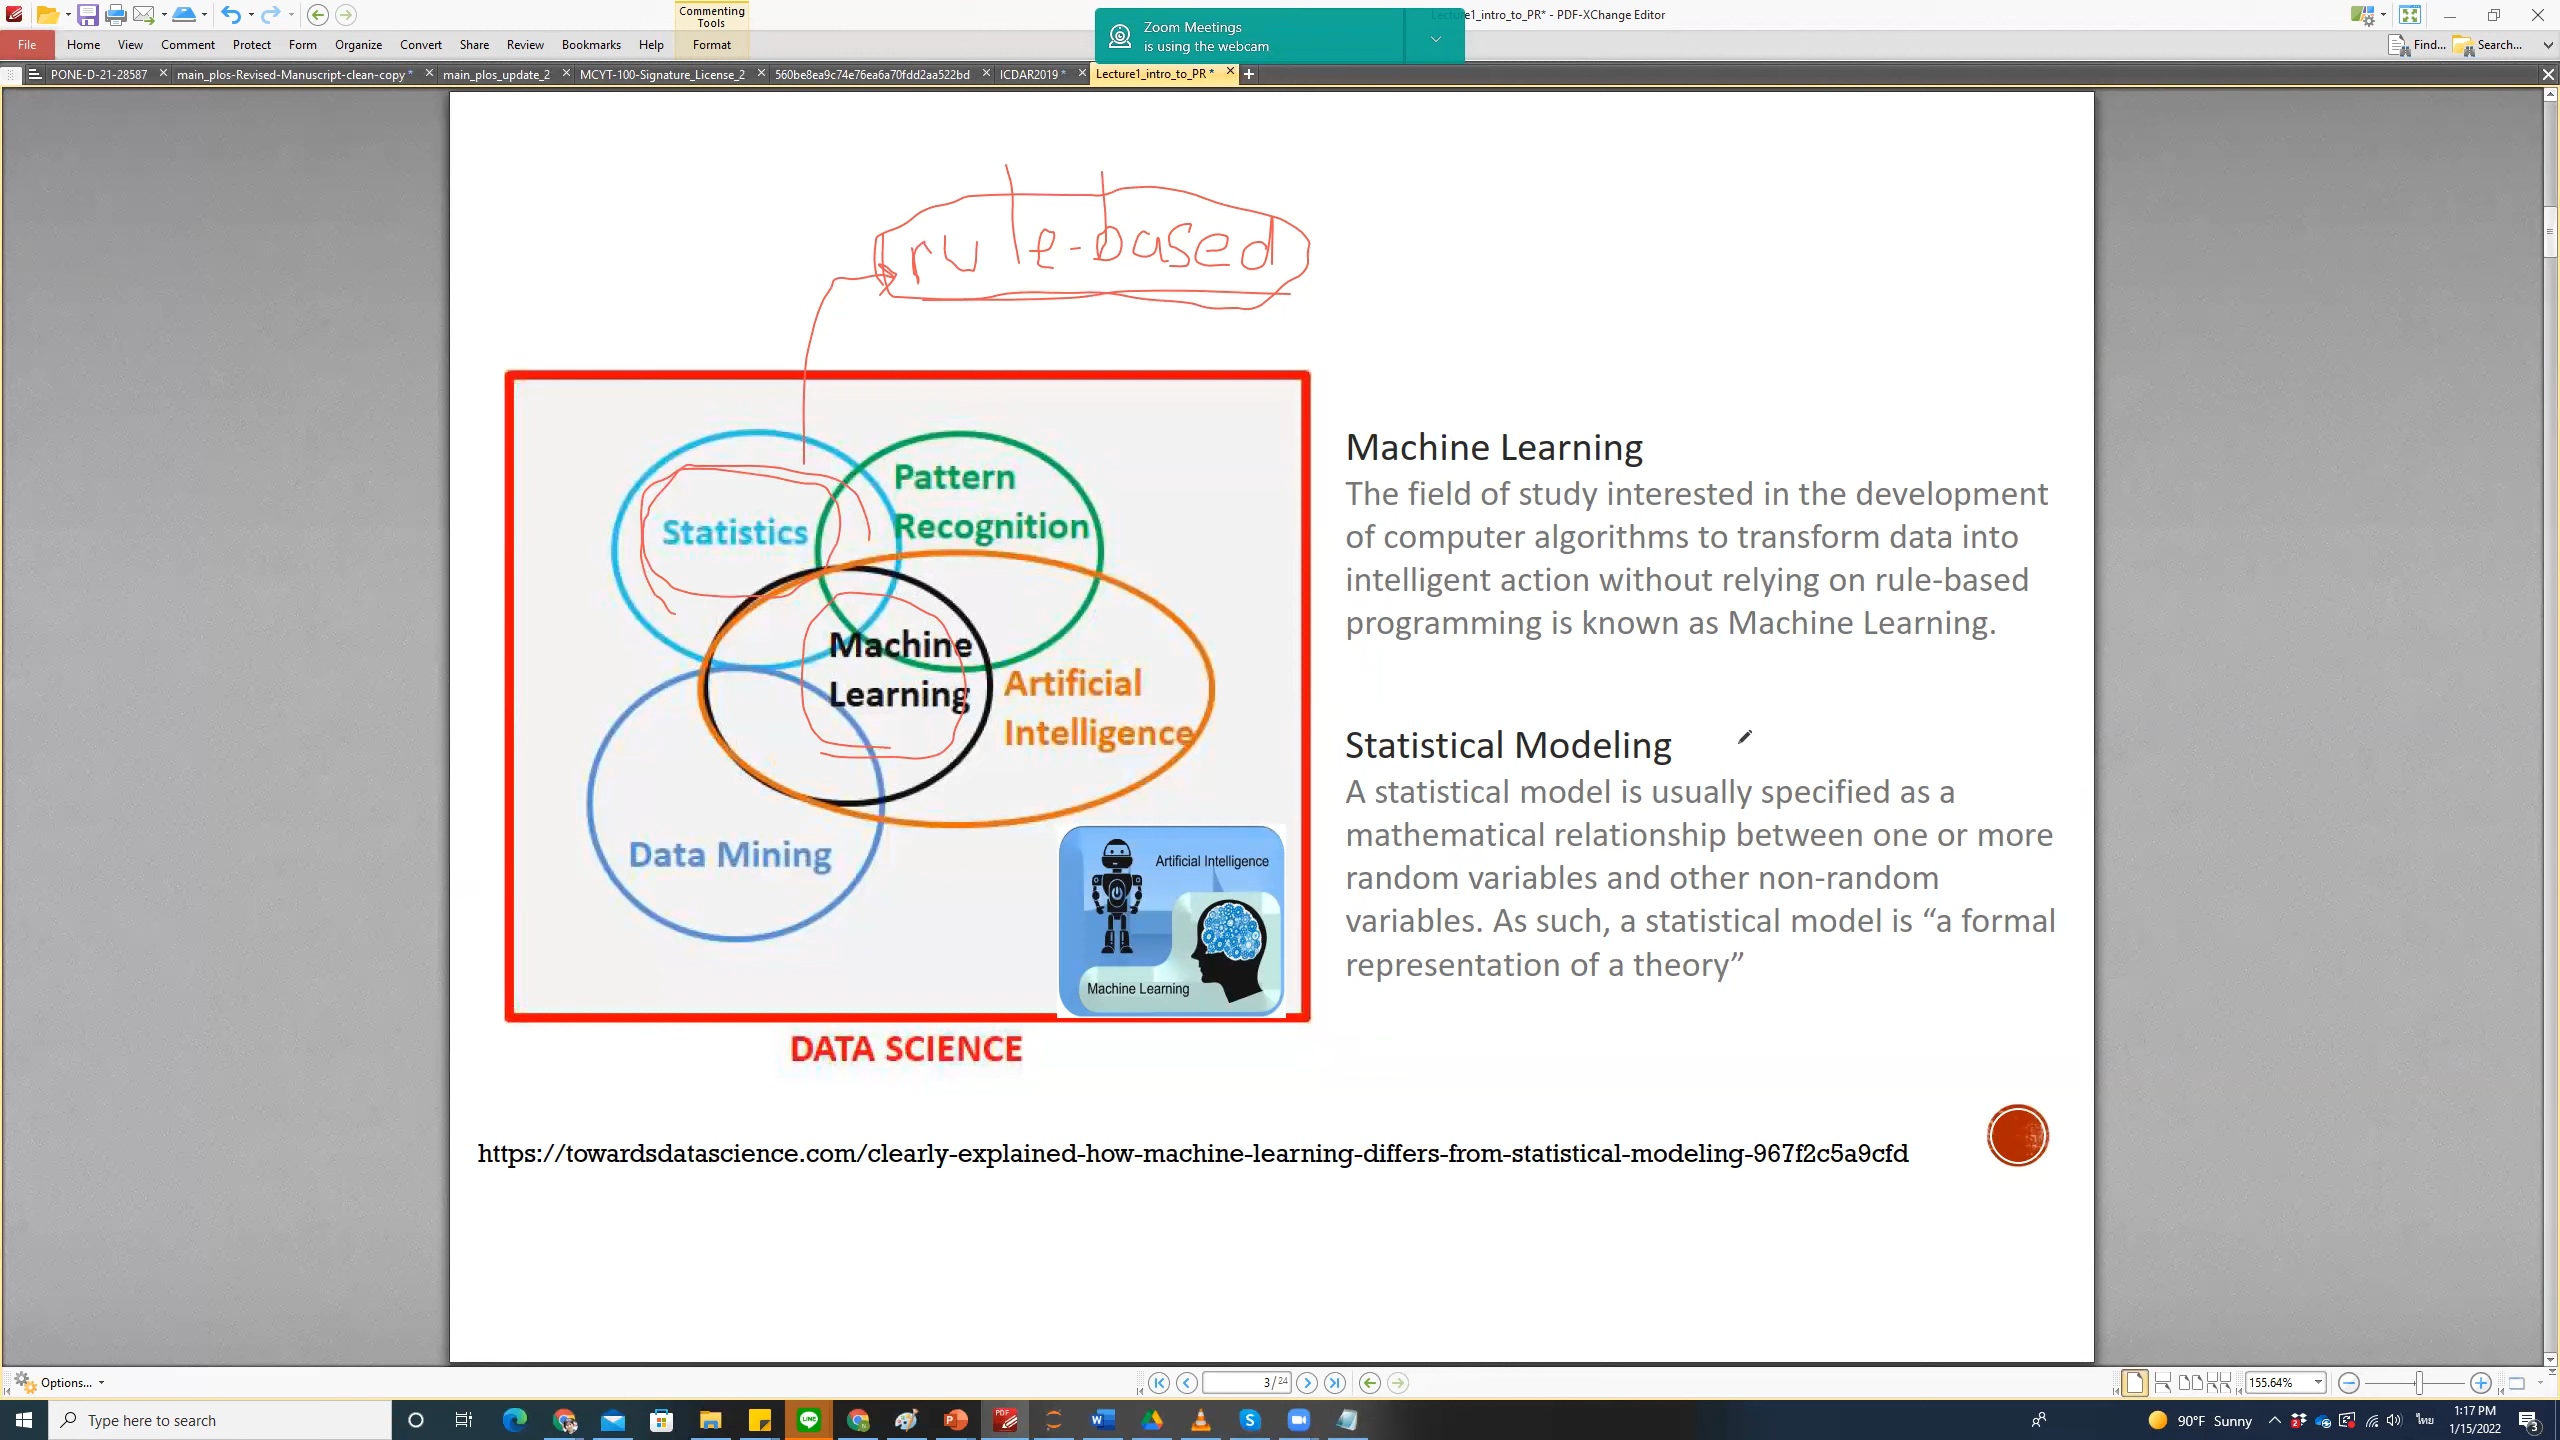 Commenting
Tools
Zoom Meetings
is using the webcam
Lecture1_intro_to_PR* - PDF-XChange Editor
File Home View Comment Protect Form Organize Convert Share Review Bookmarks Help Format Find... Search...
PONE-D-21-28587 main_plos-Revised-Manuscript-clean-copy * main_plos_update_2 MCYT-100-Signature_License_2 560be8ea9c74e76ea6a70fdd2aa522bd ICDAR2019 * Lecture1_intro_to_PR *
rule-based
Statistics
Pattern
Recognition
Machine
Learning
Artificial
Intelligence
Data Mining
Artificial Intelligence
Machine Learning
DATA SCIENCE
Machine Learning
The field of study interested in the development
of computer algorithms to transform data into
intelligent action without relying on rule-based
programming is known as Machine Learning.
Statistical Modeling
A statistical model is usually specified as a
mathematical relationship between one or more
random variables and other non-random
variables. As such, a statistical model is “a formal
representation of a theory”
https://towardsdatascience.com/clearly-explained-how-machine-learning-differs-from-statistical-modeling-967f2c5a9cfd
Options... 3 / 24 155.64%
Type here to search 90°F Sunny ไทย 1:17 PM
1/15/2022 3